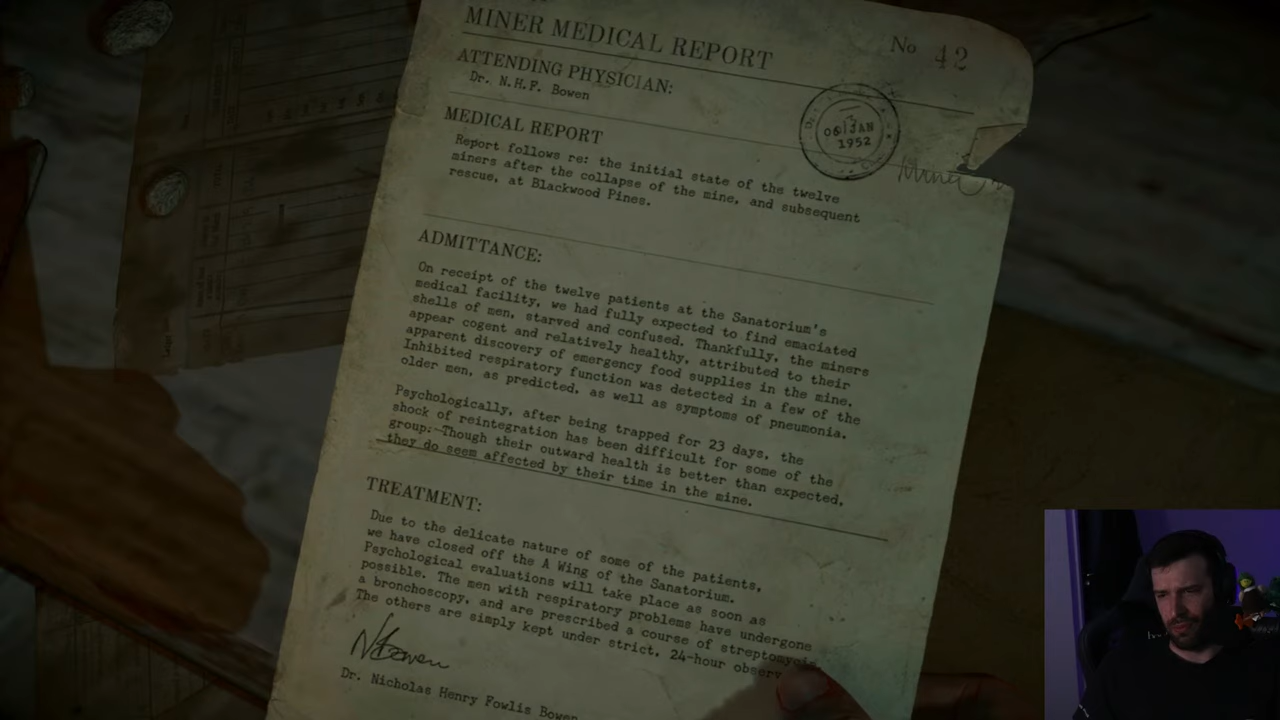 MINER MEDICAL REPORT
No 42
ATTENDING PHYSICIAN:
Dr. N.H.F. Bowen
06 JAN
1952
MEDICAL REPORT
Report follows re: the initial state of the twelve
miners after the collapse of the mine, and subsequent
rescue, at Blackwood Pines.
ADMITTANCE:
On receipt of the twelve patients at the Sanatorium's
medical facility, we had fully expected to find emaciated
shells of men, starved and confused. Thankfully, the miners
appear cogent and relatively healthy, attributed to their
apparent discovery of emergency food supplies in the mine.
Inhibited respiratory function was detected in a few of the
older men, as predicted, as well as symptoms of pneumonia.
Psychologically, after being trapped for 23 days, the
shock of reintegration has been difficult for some of the
group. Though their outward health is better than expected,
they do seem affected by their time in the mine.
TREATMENT:
Due to the delicate nature of some of the patients,
we have closed off the A Wing of the Sanatorium.
Psychological evaluations will take place as soon as
possible. The men with respiratory problems have undergone
a bronchoscopy, and are prescribed a course of streptomycin
The others are simply kept under strict, 24-hour observ
NBowen
Dr. Nicholas Henry Fowlis Bowen